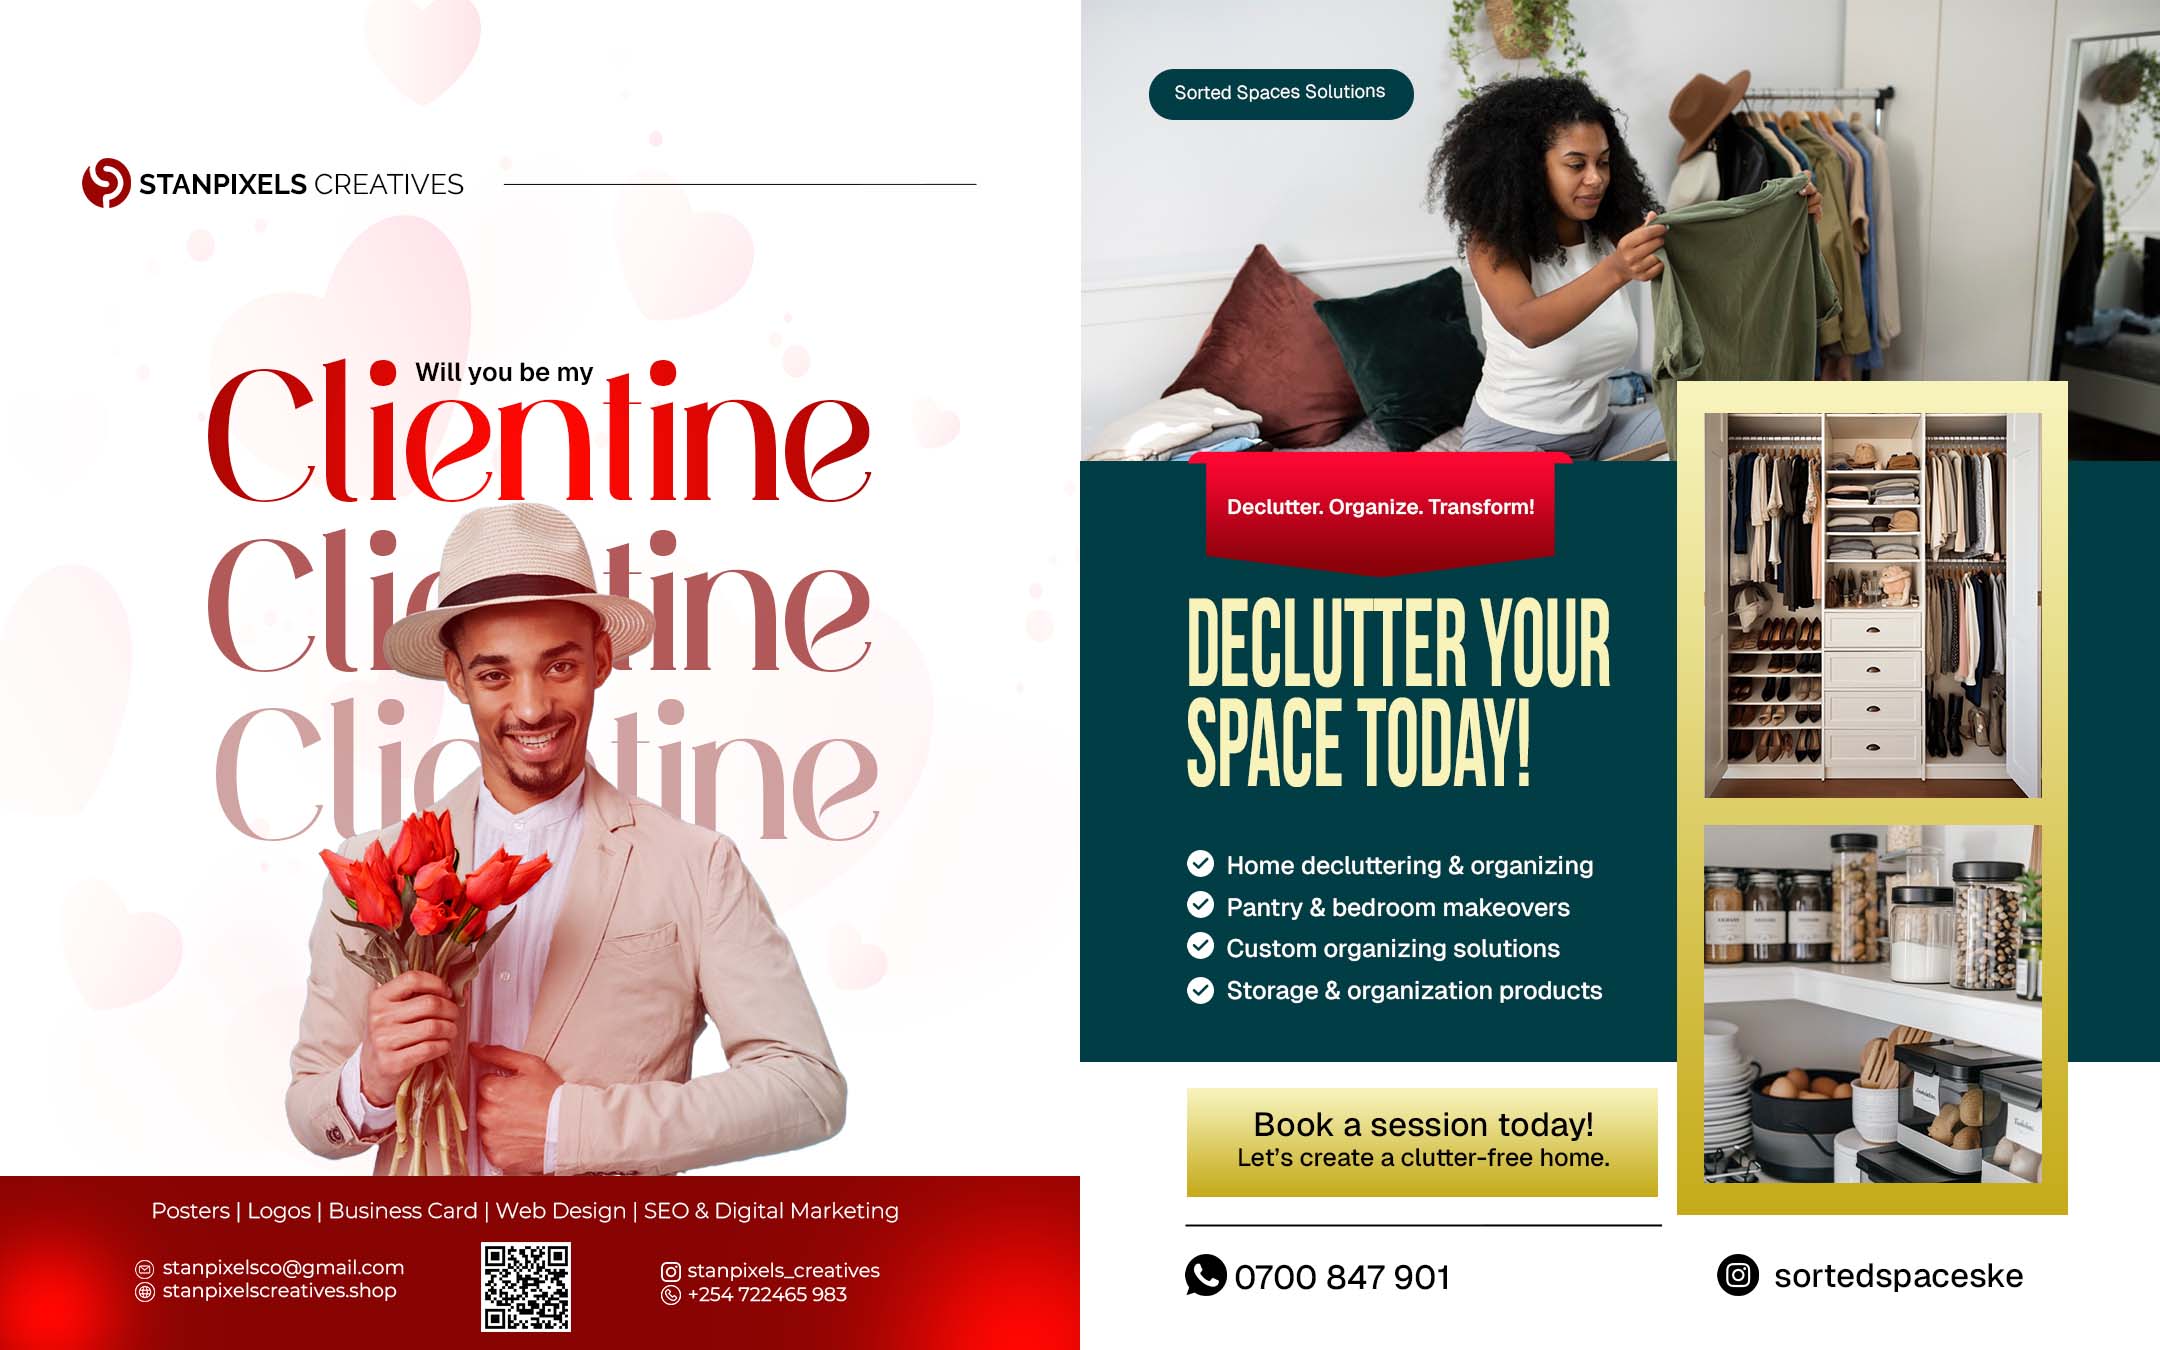 STANPIXELS CREATIVES
Will you be my
Clientine
Clientine
Clientine
Posters | Logos | Business Card | Web Design | SEO & Digital Marketing
stanpixelsco@gmail.com
stanpixelscreatives.shop
stanpixels_creatives
+254 722465 983
Sorted Spaces Solutions
Declutter. Organize. Transform!
DECLUTTER YOUR
SPACE TODAY!
Home decluttering & organizing
Pantry & bedroom makeovers
Custom organizing solutions
Storage & organization products
Book a session today!
Let's create a clutter-free home.
0700 847 901
sortedspaceske